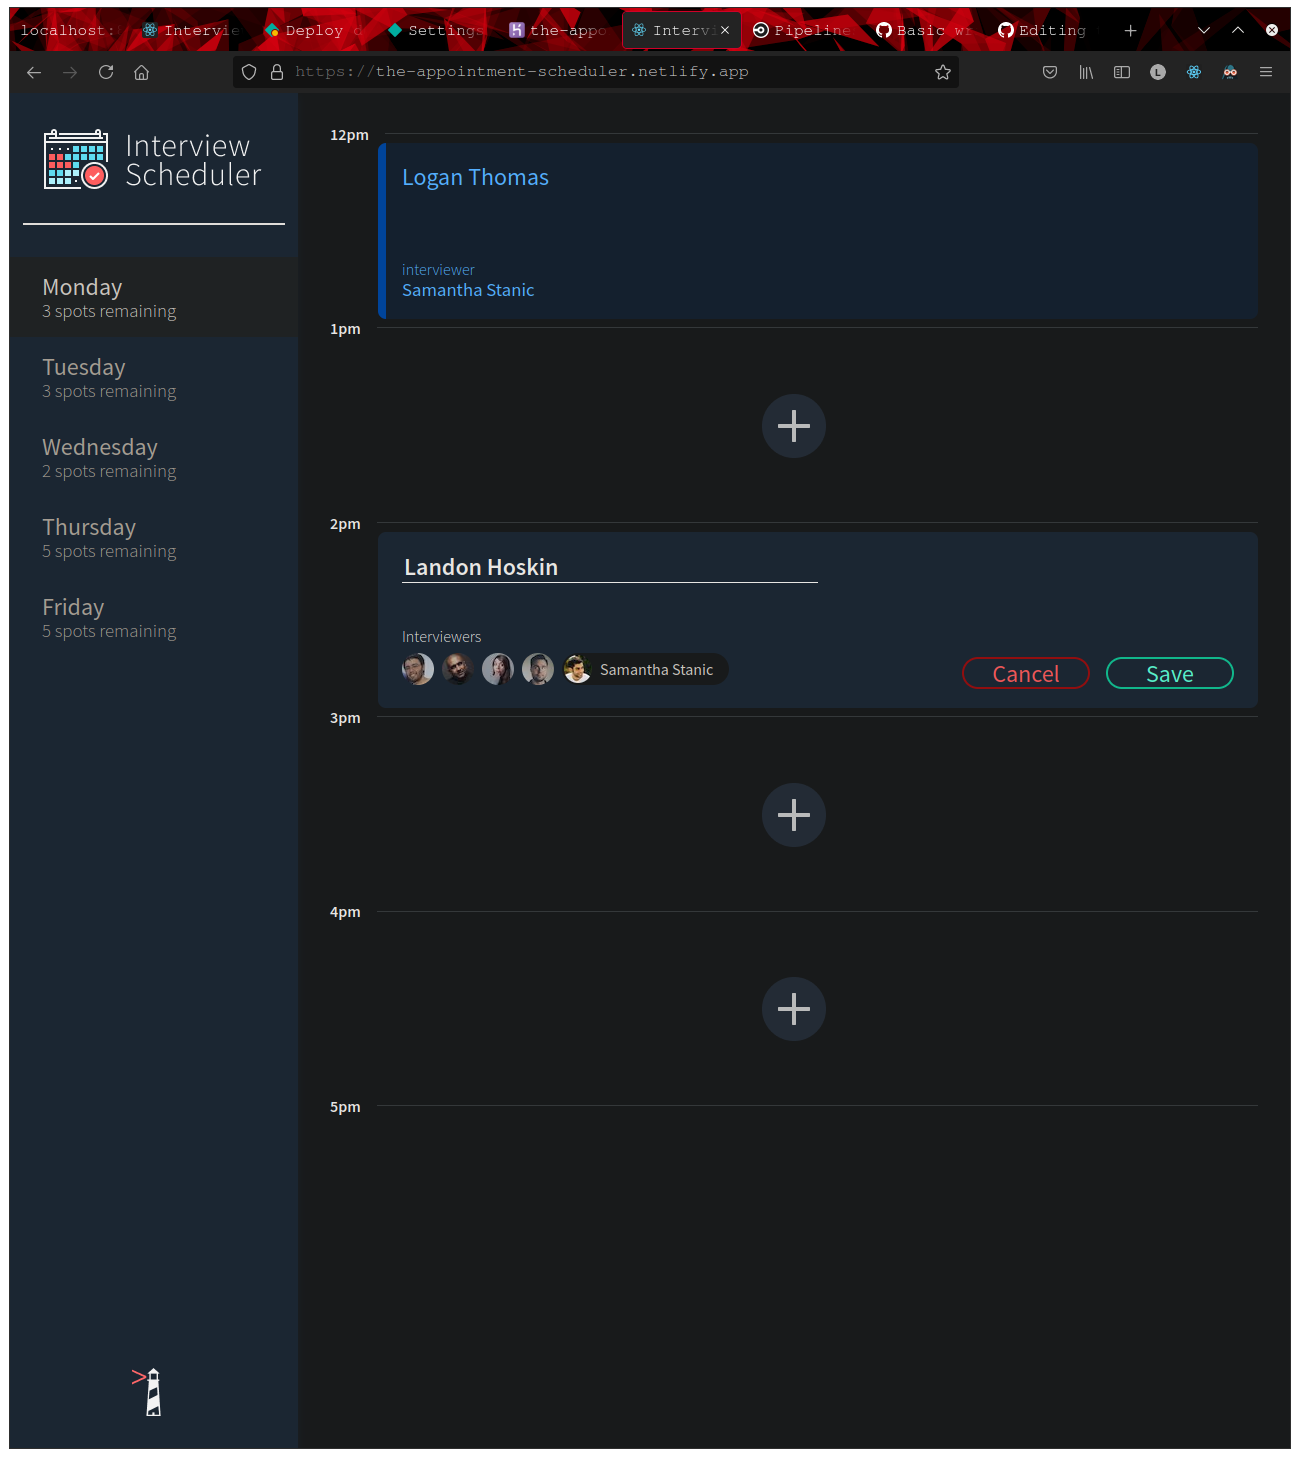 localhost:
Intervie
Deploy d
Settings
the-appo
Intervi
Pipeline
Basic wr
Editing
https://the-appointment-scheduler.netlify.app
L
Interview
Scheduler
Monday
3 spots remaining
Tuesday
3 spots remaining
Wednesday
2 spots remaining
Thursday
5 spots remaining
Friday
5 spots remaining
12pm
Logan Thomas
interviewer
Samantha Stanic
1pm
2pm
Landon Hoskin
Interviewers
Samantha Stanic
Cancel
Save
3pm
4pm
5pm